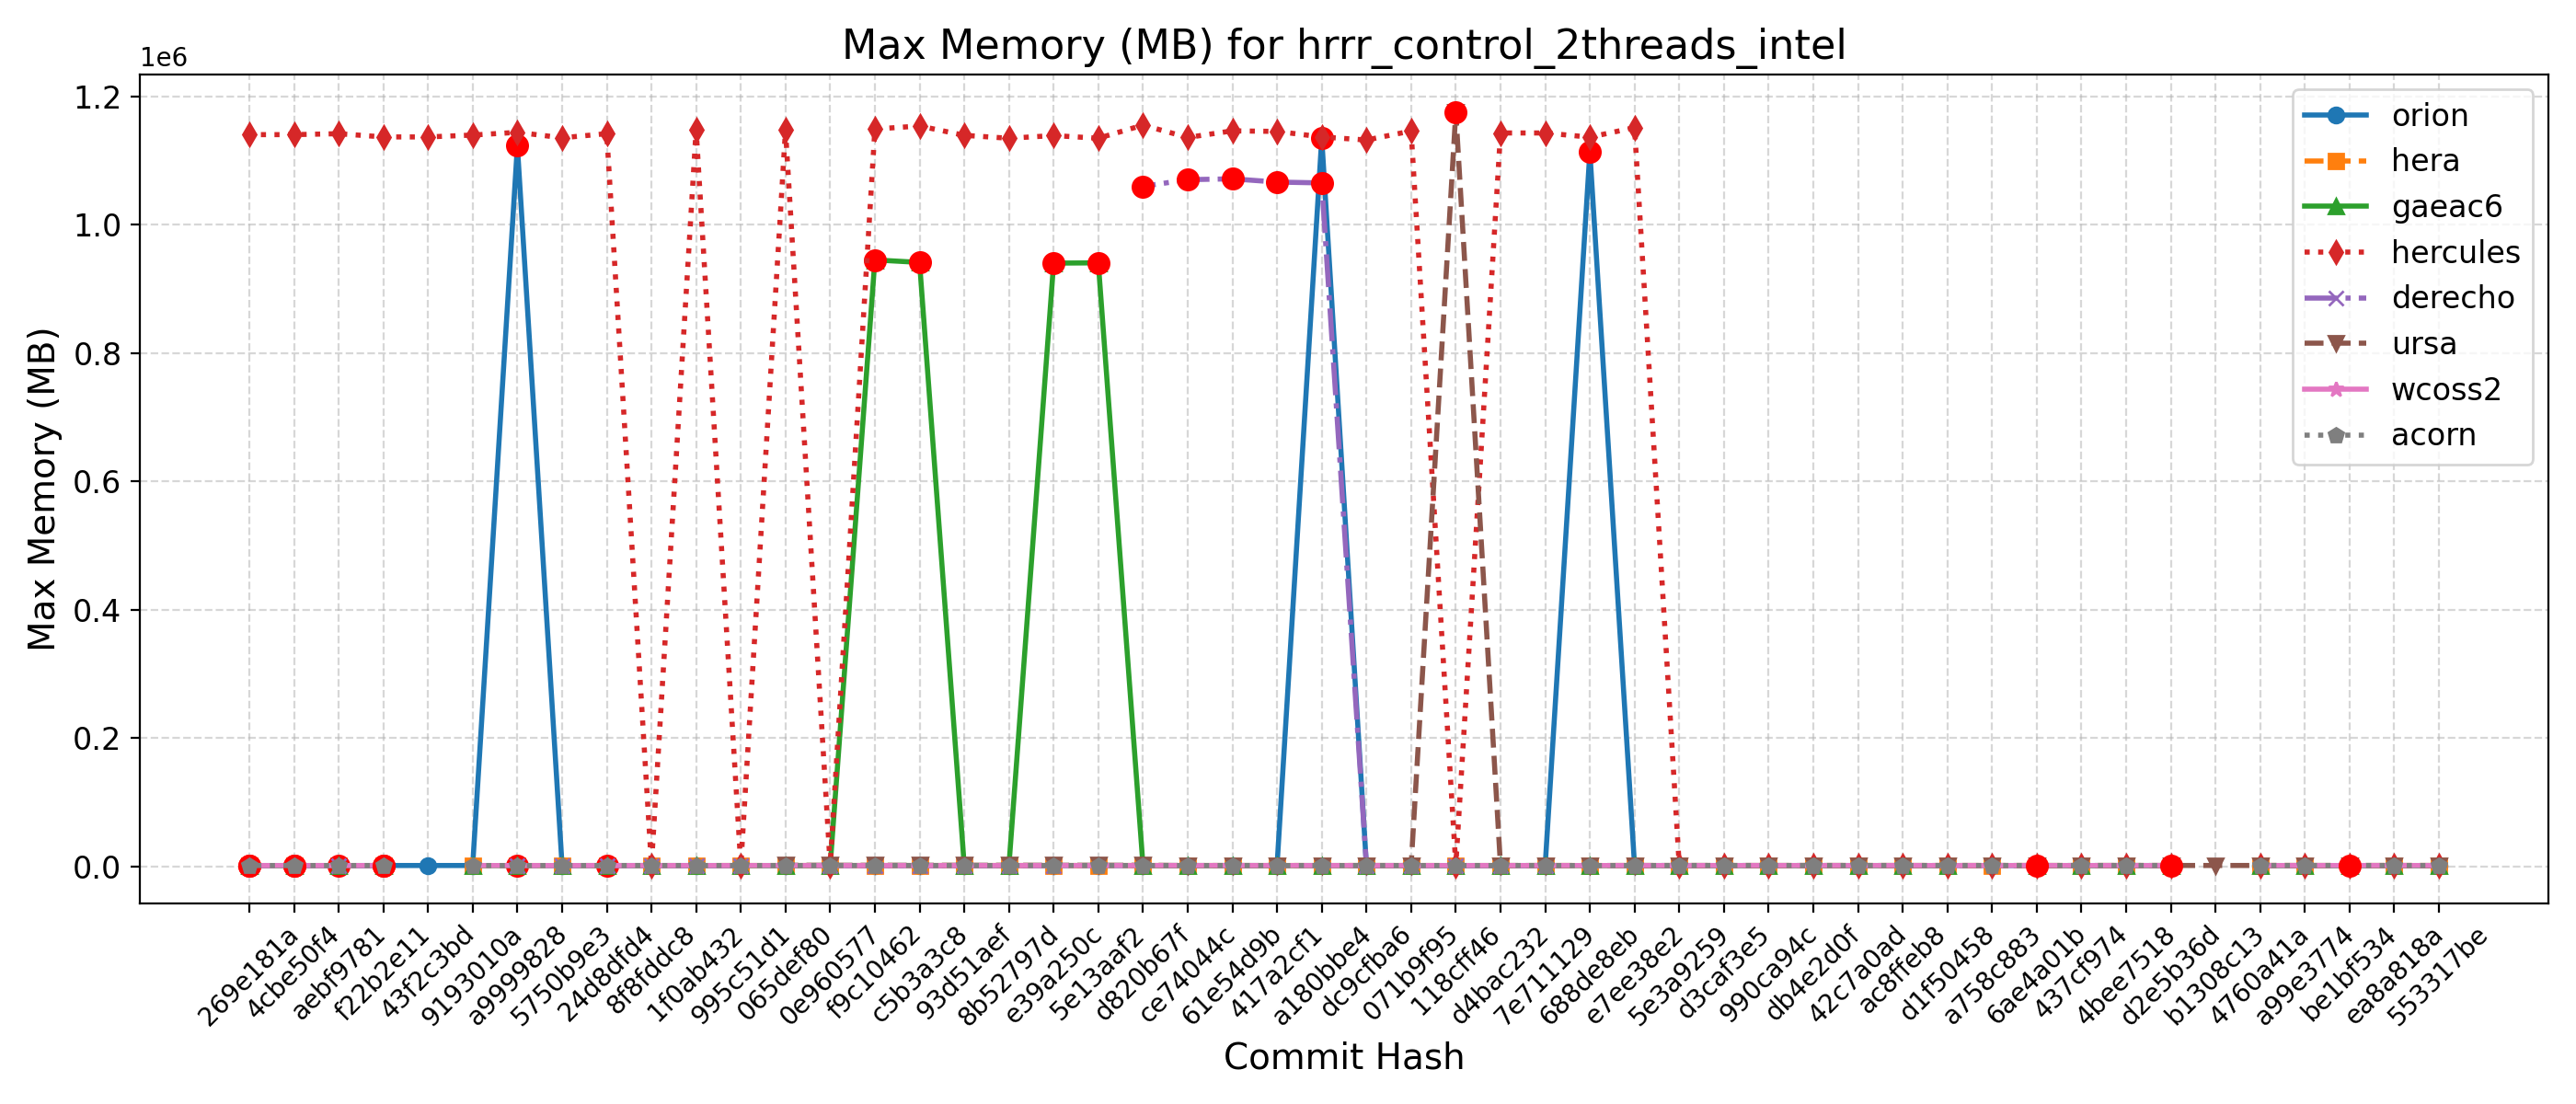 Max Memory (MB) for hrrr_control_2threads_intel
1e6
1.2
1.0
0.8
0.6
0.4
0.2
0.0
Max Memory (MB)
orion
hera
gaeac6
hercules
derecho
ursa
wcoss2
acorn
269e181a
4cbe50f4
aebf9781
f22b2e11
43f2c3bd
9193010a
a9999828
5750b9e3
24d8dfd4
8f8fddc8
1f0ab432
995c51d1
065def80
0e960577
f9c10462
c5b3a3c8
93d51aef
8b52797d
e39a250c
5e13aaf2
d820b67f
ce74044c
61e54d9b
417a2cf1
a180bbe4
dc9cfba6
071b9f95
118cff46
d4bac232
7e711129
688de8eb
e7ee38e2
5e3a9259
d3caf3e5
990ca94c
db4e2d0f
42c7a0ad
ac8ffeb8
d1f50458
a758c883
6ae4a01b
437cf974
4bee7518
d2e5b36d
b1308c13
4760a41a
a99e3774
be1bf534
ea8a818a
553317be
Commit Hash